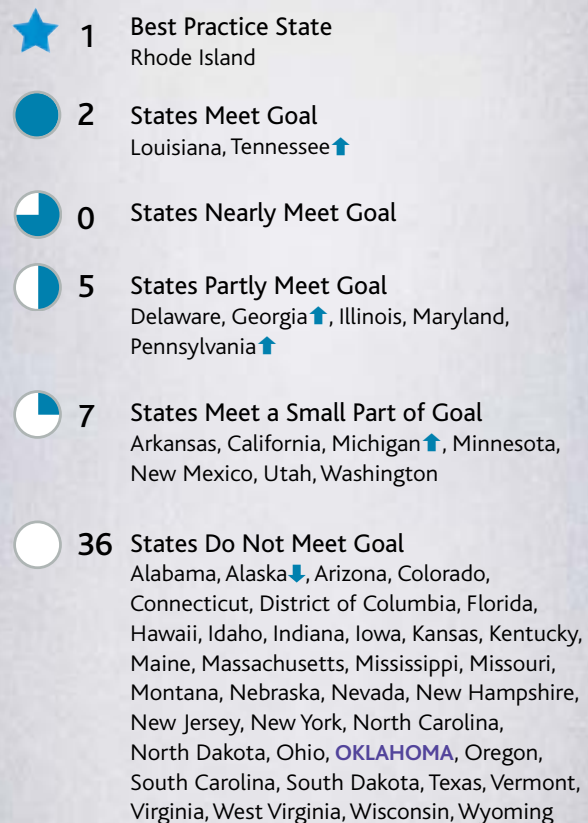 1 Best Practice State
Rhode Island
2 States Meet Goal
Louisiana, Tennessee⬆
0 States Nearly Meet Goal
5 States Partly Meet Goal
Delaware, Georgia⬆, Illinois, Maryland,
Pennsylvania⬆
7 States Meet a Small Part of Goal
Arkansas, California, Michigan⬆, Minnesota,
New Mexico, Utah, Washington
36 States Do Not Meet Goal
Alabama, Alaska⬇, Arizona, Colorado,
Connecticut, District of Columbia, Florida,
Hawaii, Idaho, Indiana, Iowa, Kansas, Kentucky,
Maine, Massachusetts, Mississippi, Missouri,
Montana, Nebraska, Nevada, New Hampshire,
New Jersey, New York, North Carolina,
North Dakota, Ohio, OKLAHOMA, Oregon,
South Carolina, South Dakota, Texas, Vermont,
Virginia, West Virginia, Wisconsin, Wyoming